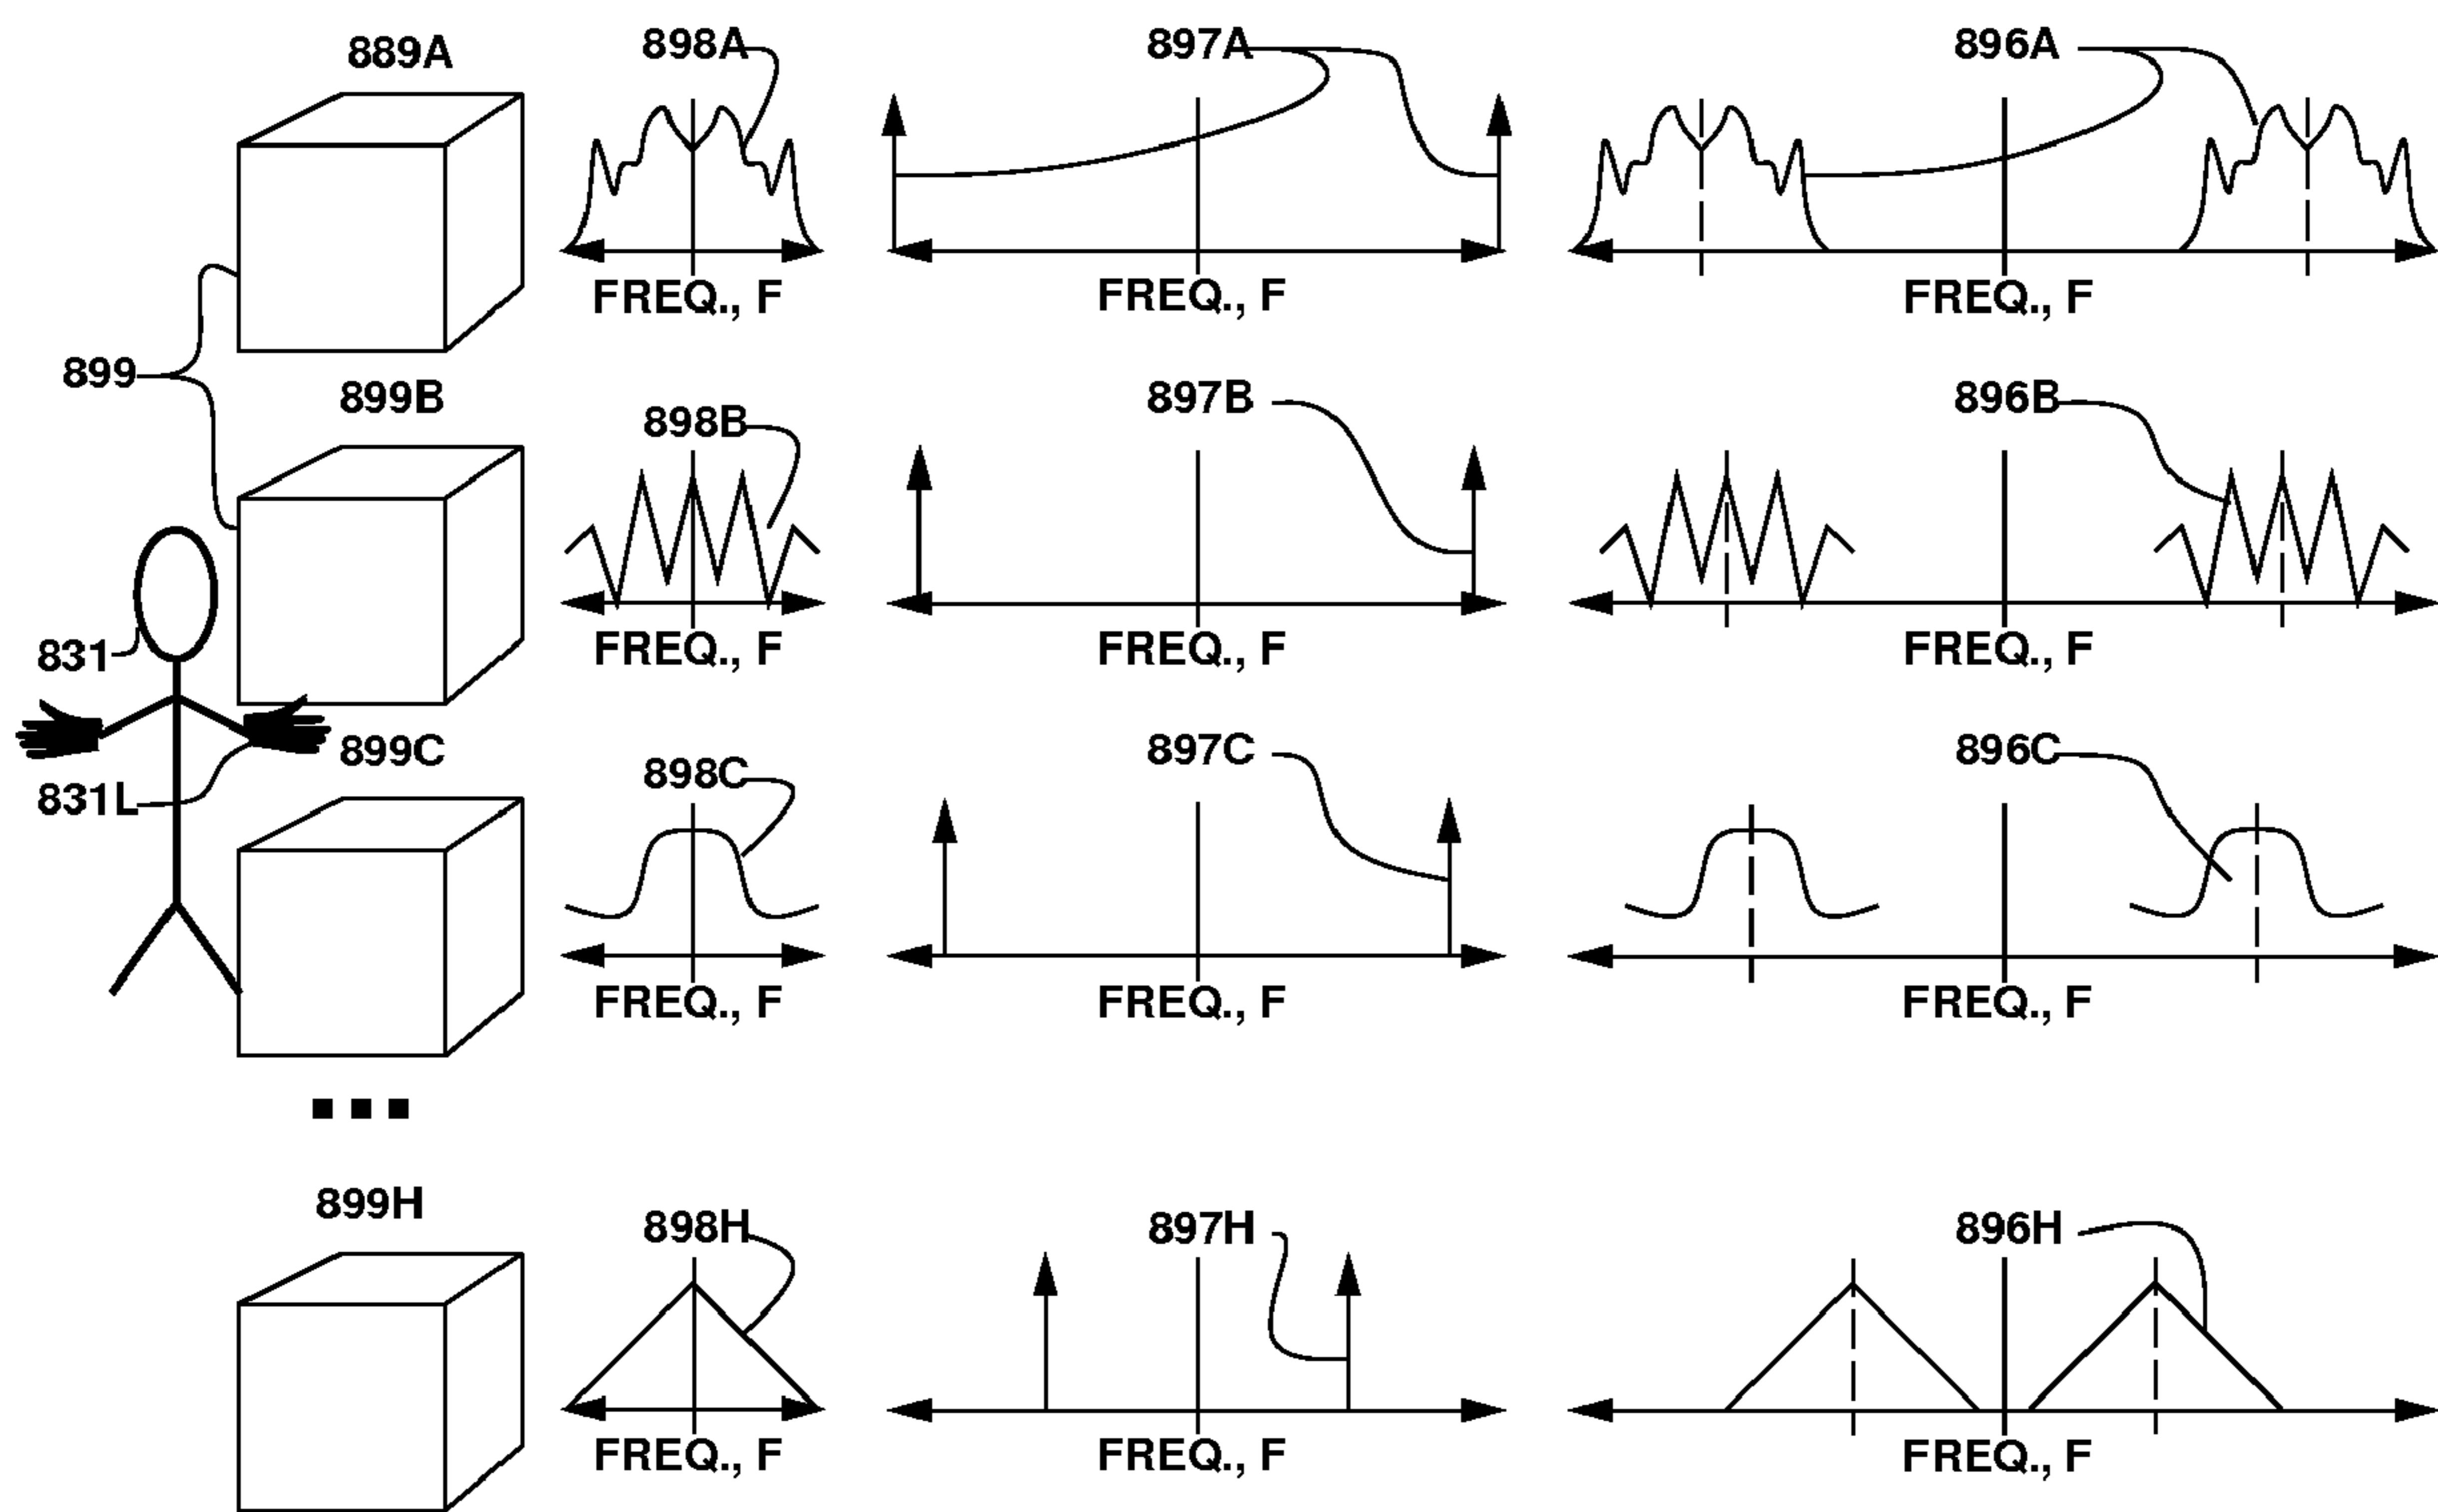 889A 898A 897A 896A
FREQ., F FREQ., F FREQ., F
899
899B 898B 897B 896B
FREQ., F FREQ., F FREQ., F
831
899C 898C 897C 896C
831L
FREQ., F FREQ., F FREQ., F
...
899H 898H 897H 896H
FREQ., F FREQ., F FREQ., F